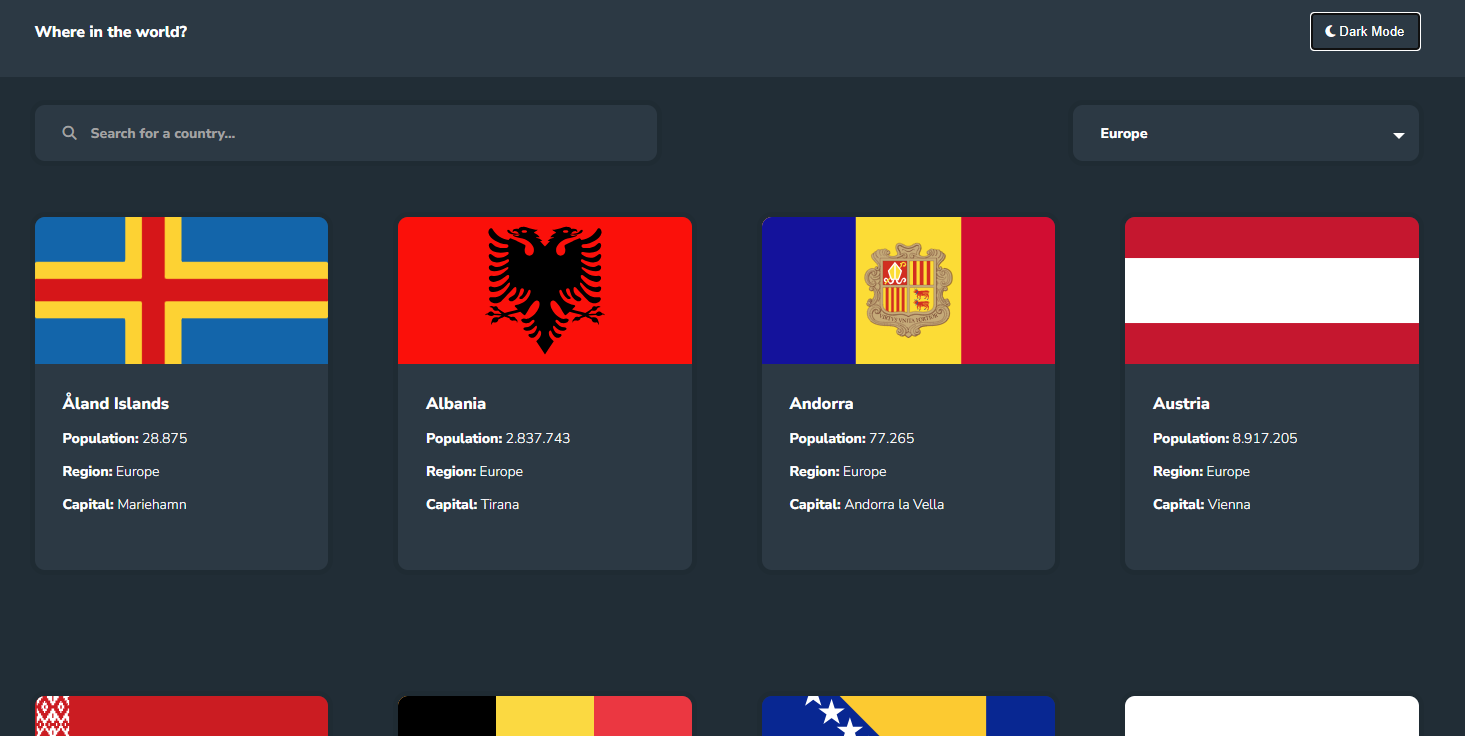 Where in the world?
Dark Mode
Search for a country...
Europe
Åland Islands
Population: 28.875
Region: Europe
Capital: Mariehamn
Albania
Population: 2.837.743
Region: Europe
Capital: Tirana
Andorra
Population: 77.265
Region: Europe
Capital: Andorra la Vella
Austria
Population: 8.917.205
Region: Europe
Capital: Vienna